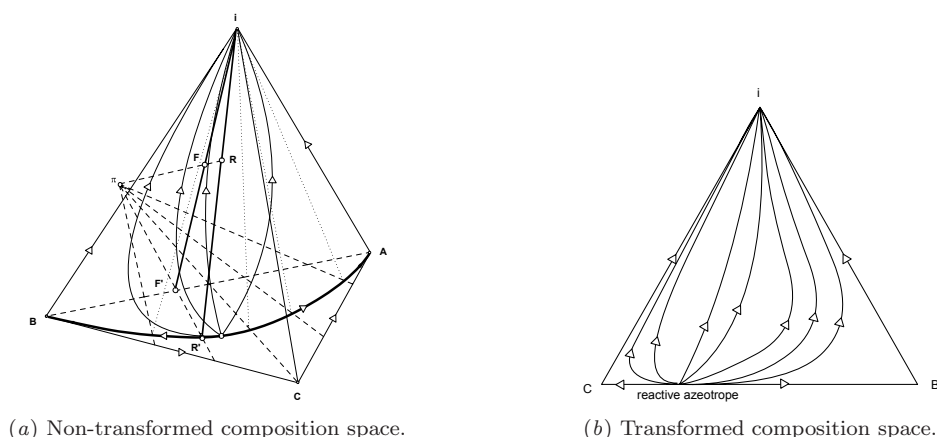 i
F
R
π
A
F'
B
R'
C
(a) Non-transformed composition space.
i
C
B
reactive azeotrope
(b) Transformed composition space.